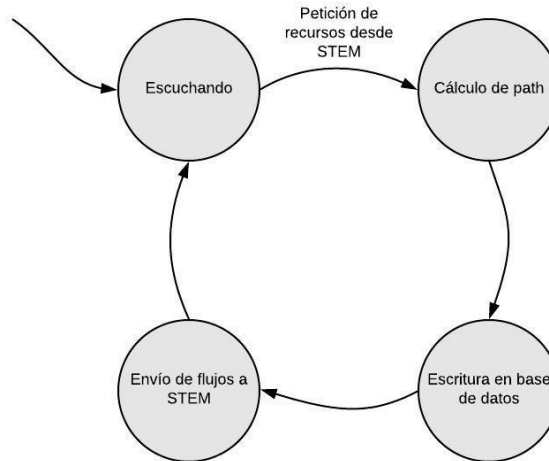 Petición de
recursos desde
STEM
Escuchando
Cálculo de path
Envío de flujos a
STEM
Escritura en base
de datos